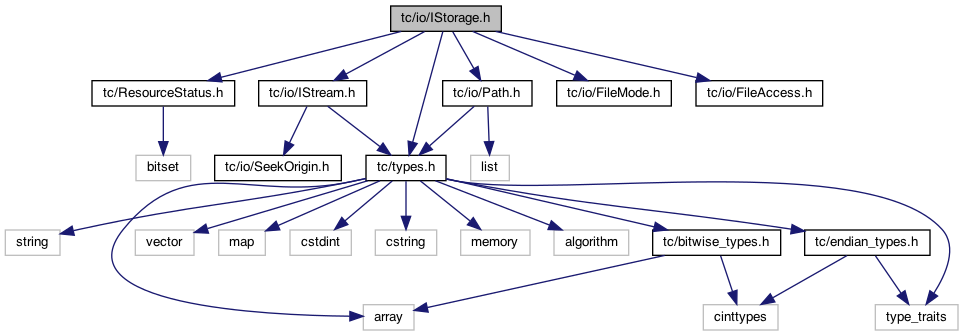 tc/io/IStorage.h
tc/ResourceStatus.h
tc/io/IStream.h
tc/io/Path.h
tc/io/FileMode.h
tc/io/FileAccess.h
bitset
tc/io/SeekOrigin.h
tc/types.h
list
string
vector
map
cstdint
cstring
memory
algorithm
tc/bitwise_types.h
tc/endian_types.h
array
cinttypes
type_traits